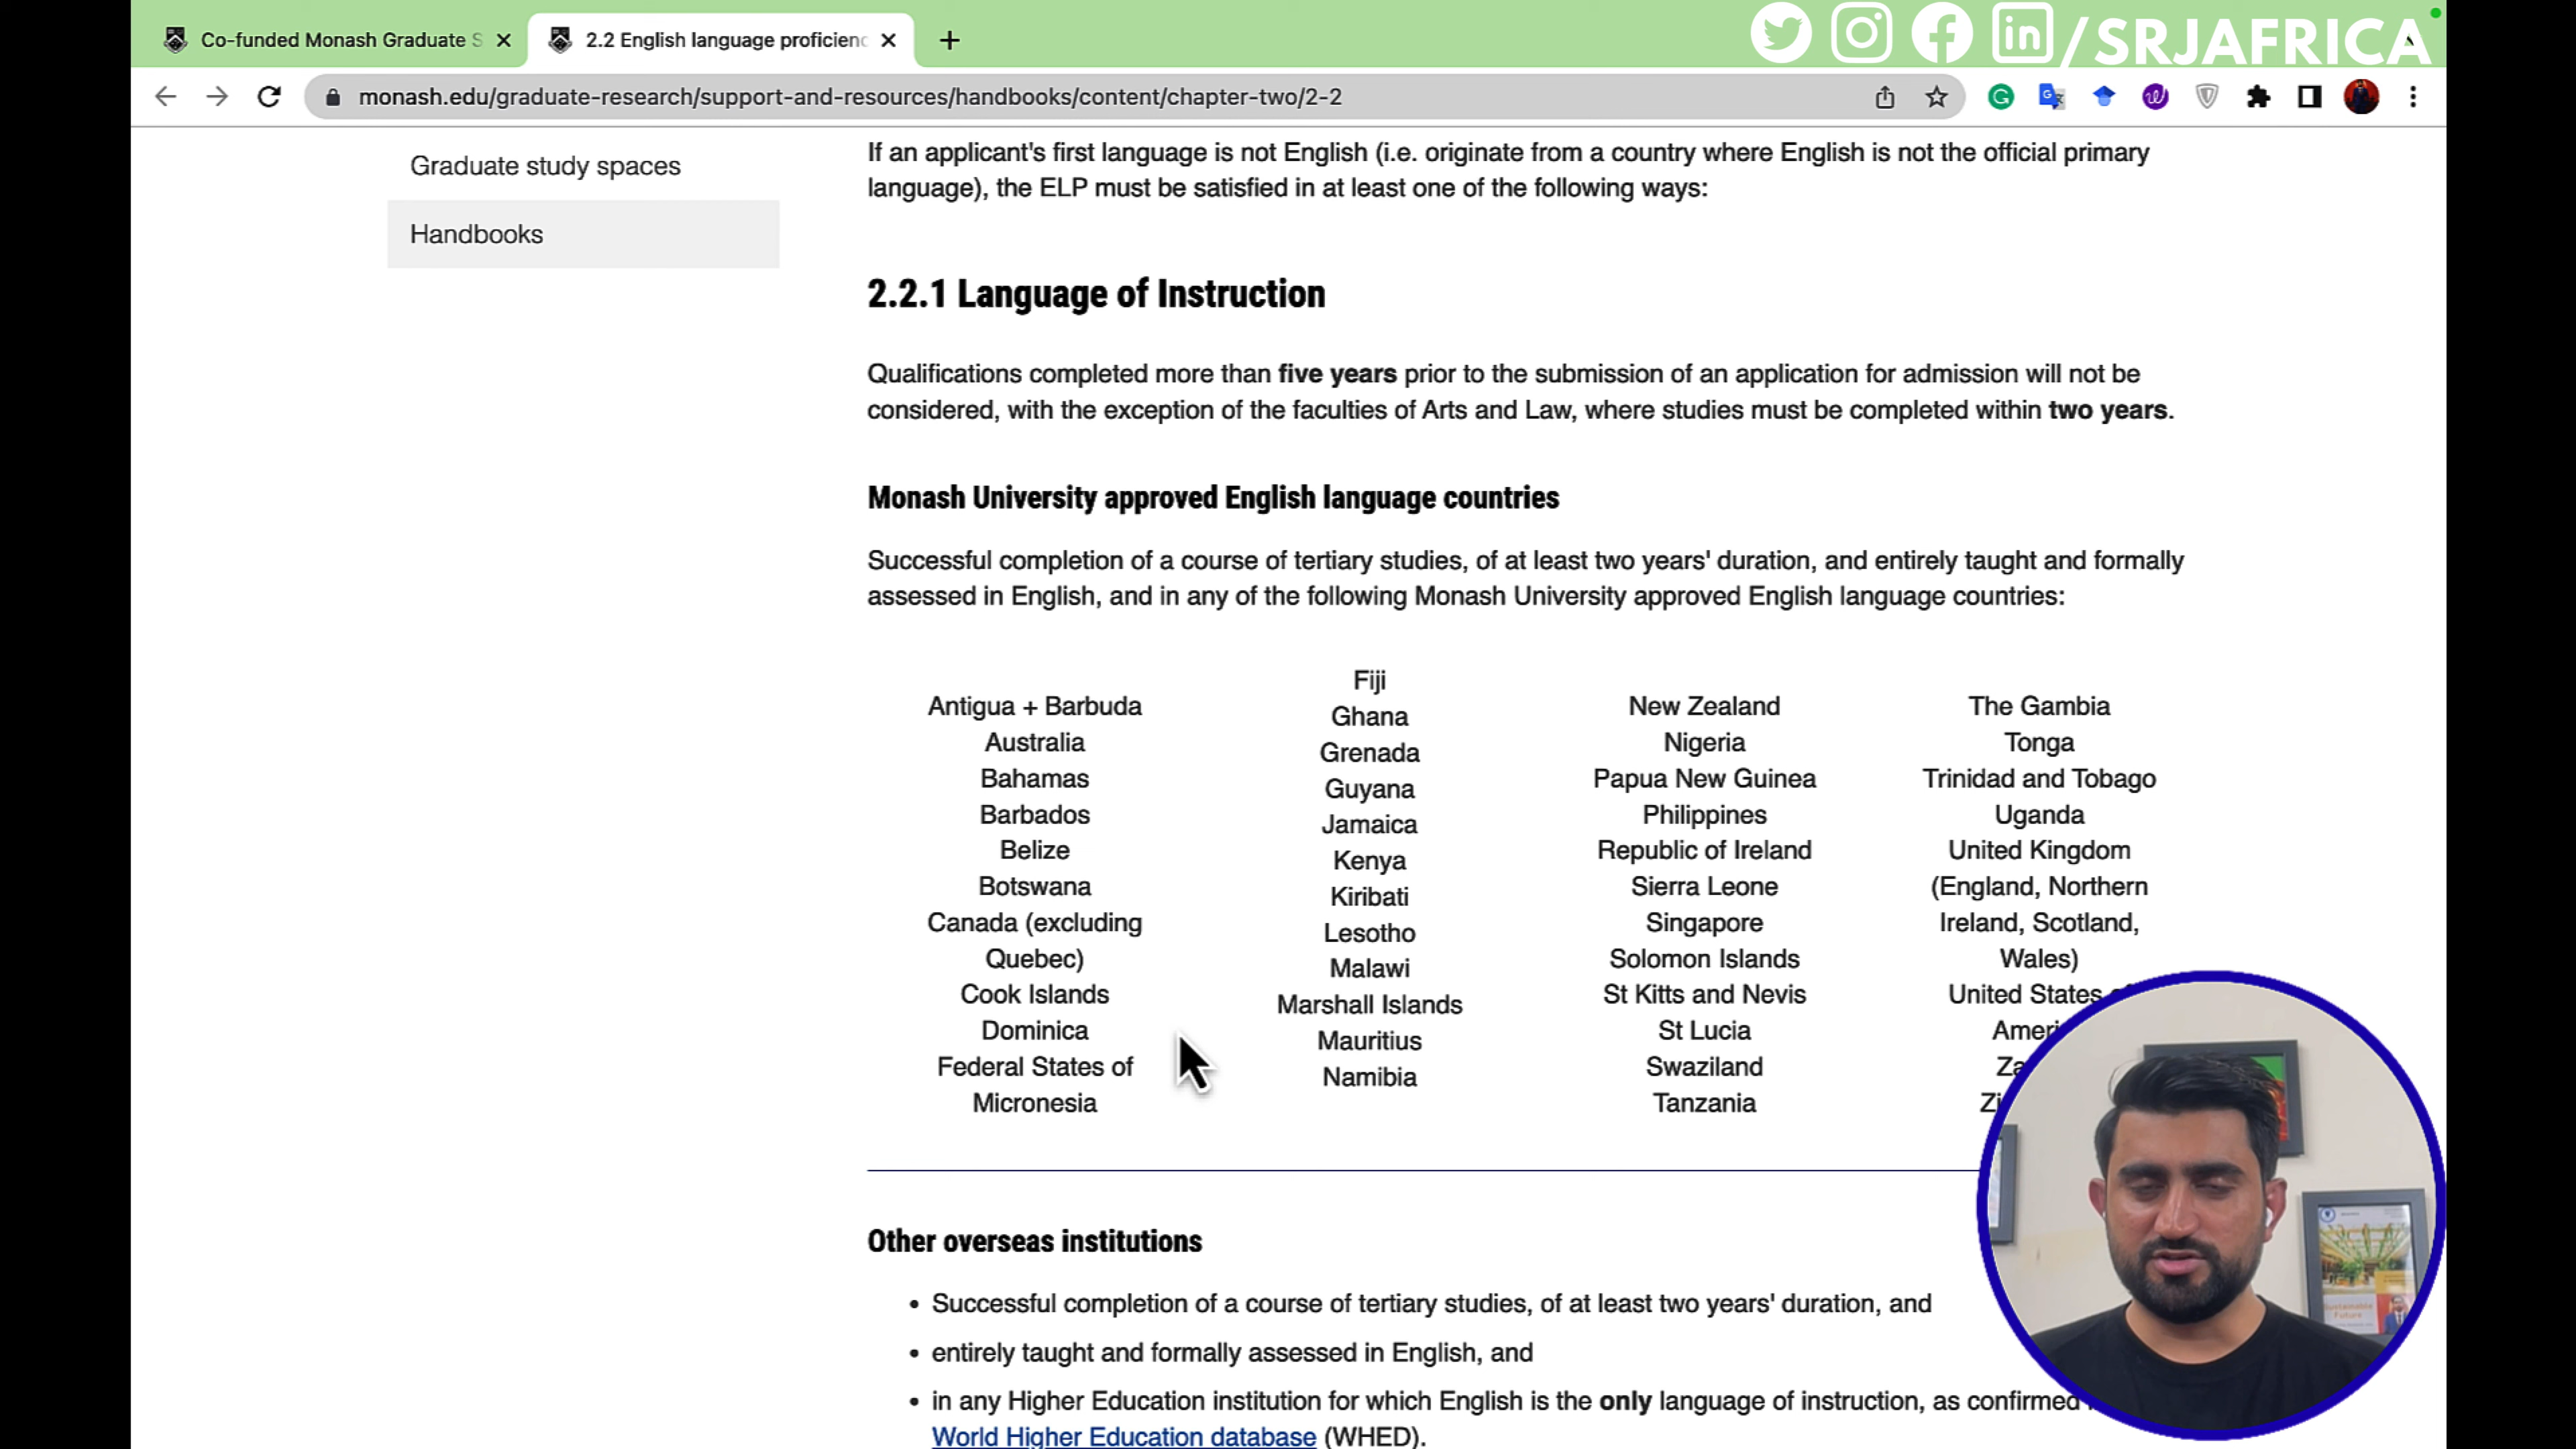 Co-funded Monash Graduate S
2.2 English language proficienc
/SRJAFRICA
monash.edu/graduate-research/support-and-resources/handbooks/content/chapter-two/2-2
Graduate study spaces
Handbooks
If an applicant's first language is not English (i.e. originate from a country where English is not the official primary
language), the ELP must be satisfied in at least one of the following ways:
2.2.1 Language of Instruction
Qualifications completed more than five years prior to the submission of an application for admission will not be
considered, with the exception of the faculties of Arts and Law, where studies must be completed within two years.
Monash University approved English language countries
Successful completion of a course of tertiary studies, of at least two years' duration, and entirely taught and formally
assessed in English, and in any of the following Monash University approved English language countries:
Antigua + Barbuda
Australia
Bahamas
Barbados
Belize
Botswana
Canada (excluding
Quebec)
Cook Islands
Dominica
Federal States of
Micronesia
Fiji
Ghana
Grenada
Guyana
Jamaica
Kenya
Kiribati
Lesotho
Malawi
Marshall Islands
Mauritius
Namibia
New Zealand
Nigeria
Papua New Guinea
Philippines
Republic of Ireland
Sierra Leone
Singapore
Solomon Islands
St Kitts and Nevis
St Lucia
Swaziland
Tanzania
The Gambia
Tonga
Trinidad and Tobago
Uganda
United Kingdom
(England, Northern
Ireland, Scotland,
Wales)
United States
Other overseas institutions
• Successful completion of a course of tertiary studies, of at least two years' duration, and
• entirely taught and formally assessed in English, and
• in any Higher Education institution for which English is the only language of instruction, as confirmed
World Higher Education database (WHED).
Sustainable
Future